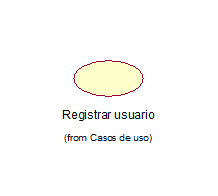 Registrar usuario
(from Casos de uso)